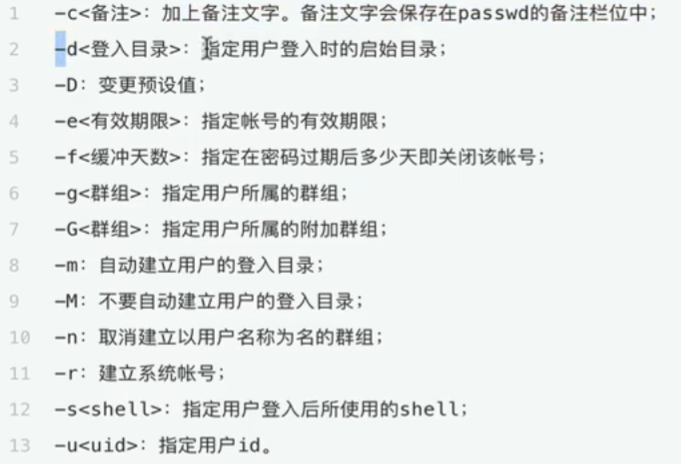 1 -c<备注>：加上备注文字。备注文字会保存在passwd的备注栏位中；
2 -d<登入目录>：指定用户登入时的启始目录；
3 -D：变更预设值；
4 -e<有效期限>：指定帐号的有效期限；
5 -f<缓冲天数>：指定在密码过期后多少天即关闭该帐号；
6 -g<群组>：指定用户所属的群组；
7 -G<群组>：指定用户所属的附加群组；
8 -m：自动建立用户的登入目录；
9 -M：不要自动建立用户的登入目录；
10 -n：取消建立以用户名称为名的群组；
11 -r：建立系统帐号；
12 -s<shell>：指定用户登入后所使用的shell；
13 -u<uid>：指定用户id。